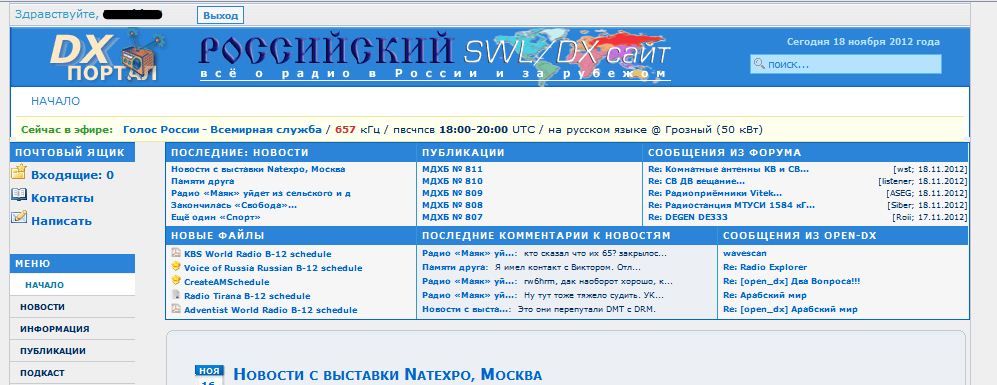 Здравствуйте,
Выход
DX ПОРТАЛ
РОССИЙСКИЙ SWL/DX сайт
всё о радио в России и за рубежом
Сегодня 18 ноября 2012 года
поиск...
НАЧАЛО
Сейчас в эфире: Голос России - Всемирная служба / 657 кГц / пвсчпсв 18:00-20:00 UTC / на русском языке @ Грозный (50 кВт)
ПОЧТОВЫЙ ЯЩИК
Входящие: 0
Контакты
Написать
МЕНЮ
НАЧАЛО
НОВОСТИ
ИНФОРМАЦИЯ
ПУБЛИКАЦИИ
ПОДКАСТ
ПОСЛЕДНИЕ: НОВОСТИ
Новости с выставки Natexpo, Москва
Памяти друга
Радио «Маяк» уйдет из сельского и д
Закончилась «Свобода»...
Ещё один «Спорт»
ПУБЛИКАЦИИ
МДХБ № 811
МДХБ № 810
МДХБ № 809
МДХБ № 808
МДХБ № 807
СООБЩЕНИЯ ИЗ ФОРУМА
Re: Комнатные антенны КВ и СВ... [wst; 18.11.2012]
Re: СВ ДВ вещание... [listener; 18.11.2012]
Re: Радиоприёмники Vitek... [ASEG; 18.11.2012]
Re: Радиостанция МТУСИ 1584 кГ... [Siber; 18.11.2012]
Re: DEGEN DE333 [Roii; 17.11.2012]
НОВЫЕ ФАЙЛЫ
KBS World Radio B-12 schedule
Voice of Russia Russian B-12 schedule
CreateAMSchedule
Radio Tirana B-12 schedule
Adventist World Radio B-12 schedule
ПОСЛЕДНИЕ КОММЕНТАРИИ К НОВОСТЯМ
Радио «Маяк» уй...: кто сказал что их 65? закрылос...
Памяти друга: Я имел контакт с Виктором. Отл...
Радио «Маяк» уй...: rw6hrm, дак наоборот хорошо, к...
Радио «Маяк» уй...: Ну тут тоже тяжело судить. УК...
Новости с выста...: Это они перепутали DMT с DRM.
СООБЩЕНИЯ ИЗ OPEN-DX
wavescan
Re: Radio Explorer
Re: [open_dx] Два Вопроса!!!
Re: Арабский мир
Re: [open_dx] Арабский мир
НОЯ
16
Новости с выставки Natexpo, Москва